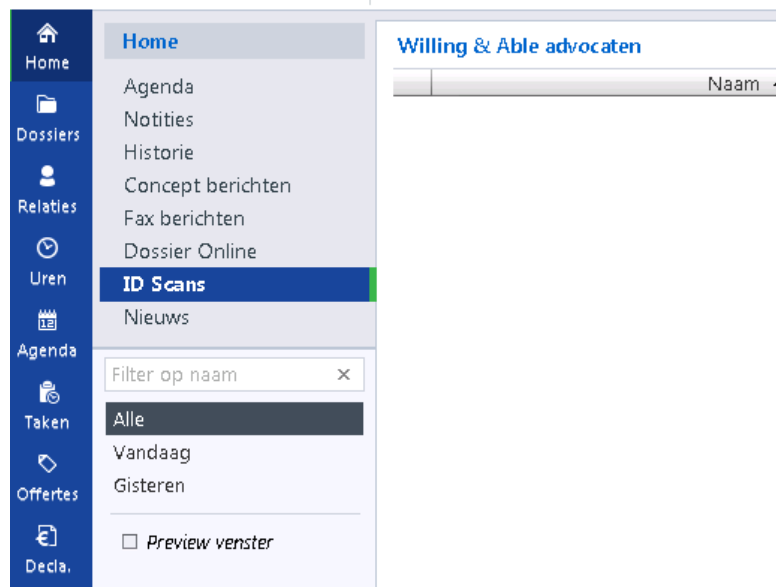 Home
Dossiers
Relaties
Uren
12
Agenda
Taken
Offertes
Decla.
Home
Agenda
Notities
Historie
Concept berichten
Fax berichten
Dossier Online
ID Scans
Nieuws
Filter op naam
Alle
Vandaag
Gisteren
Preview venster
Willing & Able advocaten
Naam